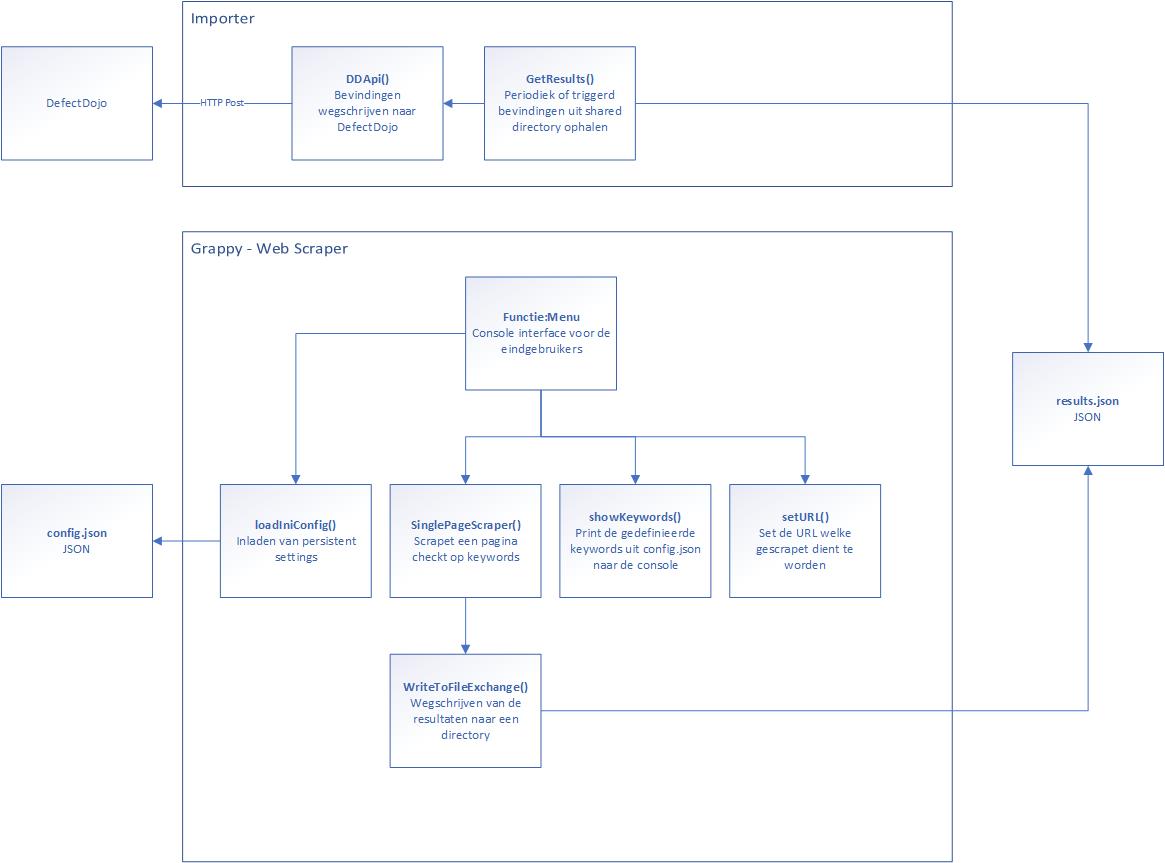 Importer
DefectDojo
HTTP Post
DDApi()
Bevindingen
wegschrijven naar
DefectDojo
GetResults()
Periodiek of triggerd
bevindingen uit shared
directory ophalen
Grappy - Web Scraper
Functie:Menu
Console interface voor de
eindgebruikers
results.json
JSON
config.json
JSON
loadIniConfig()
Inladen van persistent
settings
SinglePageScraper()
Scrapet een pagina
checkt op keywords
showKeywords()
Print de gedefinieerde
keywords uit config.json
naar de console
setURL()
Set de URL welke
gescrapet dient te
worden
WriteToFileExchange()
Wegschrijven van de
resultaten naar een
directory